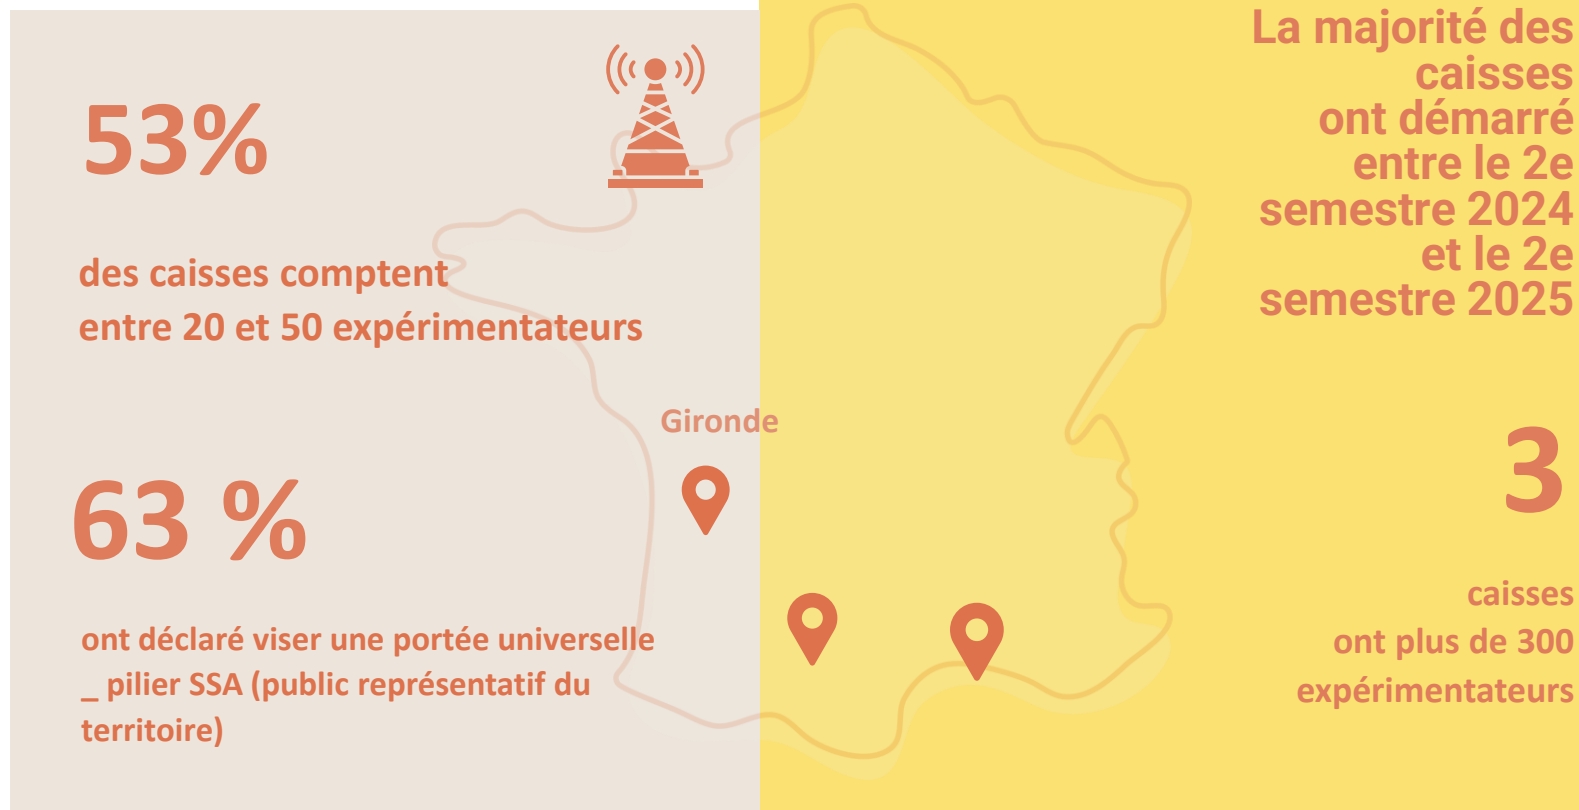 53%
des caisses comptent
entre 20 et 50 expérimentateurs
63 %
ont déclaré viser une portée universelle
_ pilier SSA (public représentatif du
territoire)
Gironde
La majorité des
caisses
ont démarré
entre le 2e
semestre 2024
et le 2e
semestre 2025
3
caisses
ont plus de 300
expérimentateurs